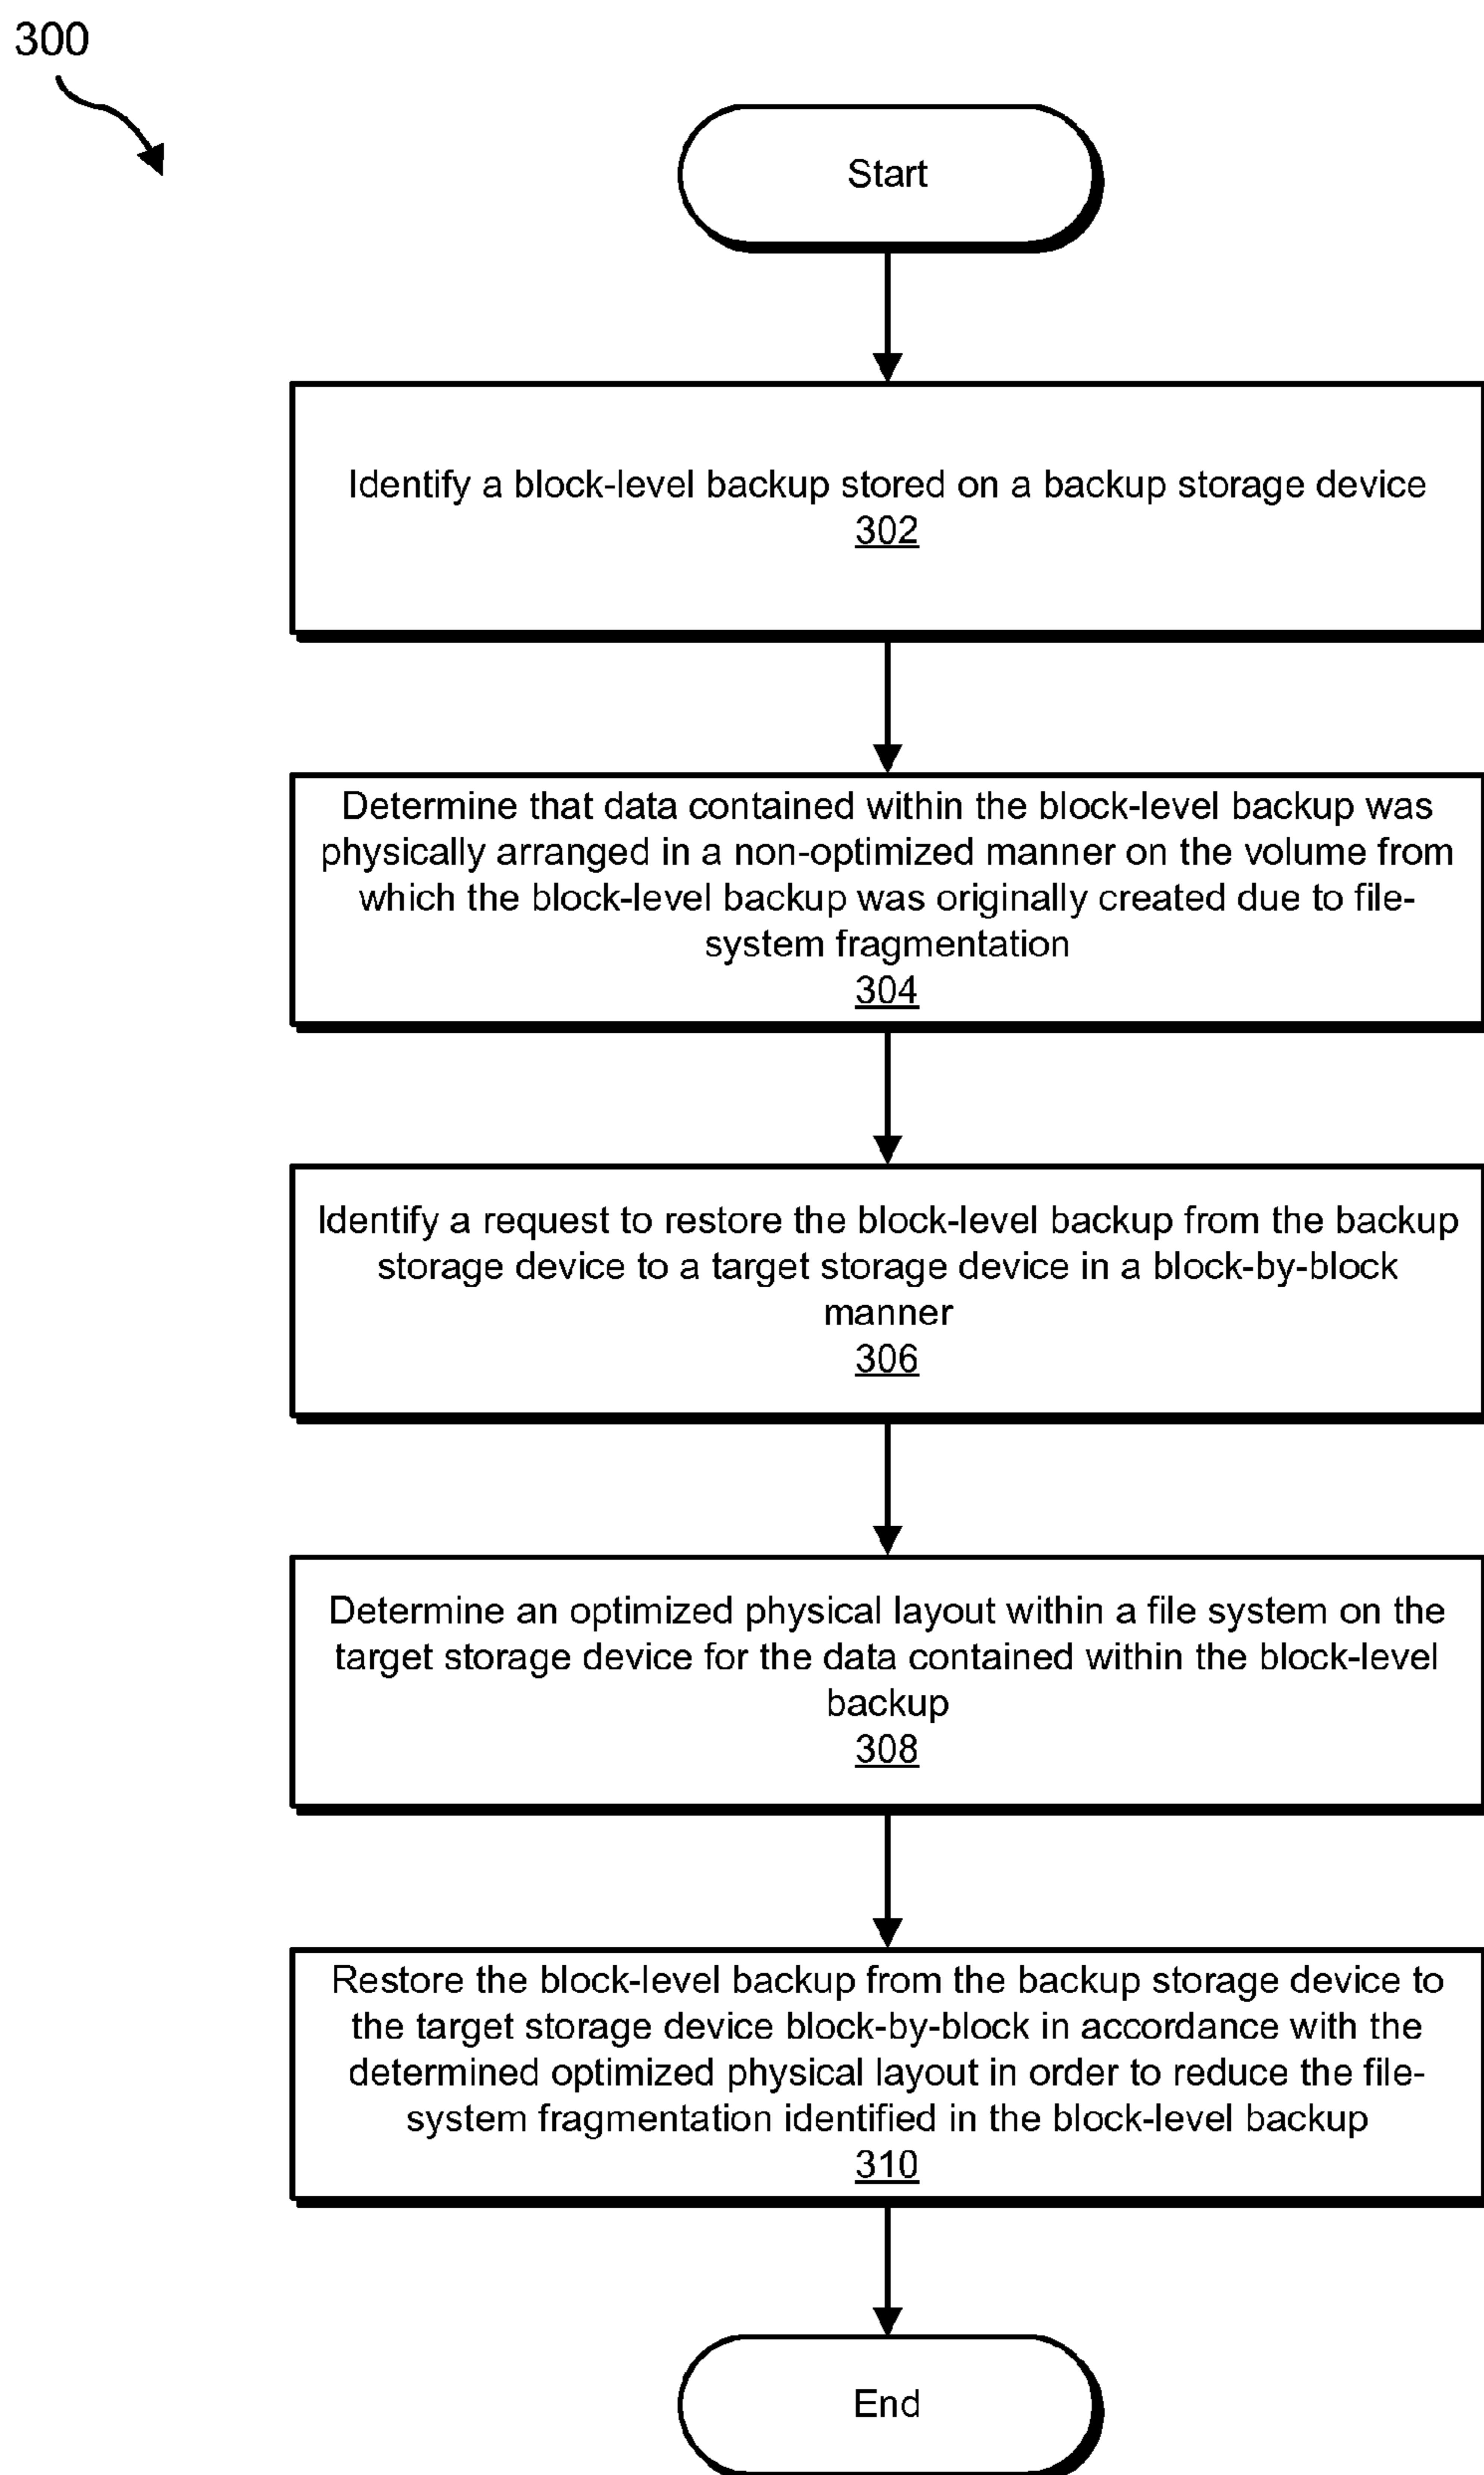 300
Start
Identify a block-level backup stored on a backup storage device
302
Determine that data contained within the block-level backup was
physically arranged in a non-optimized manner on the volume from
which the block-level backup was originally created due to file-
system fragmentation
304
Identify a request to restore the block-level backup from the backup
storage device to a target storage device in a block-by-block
manner
306
Determine an optimized physical layout within a file system on the
target storage device for the data contained within the block-level
backup
308
Restore the block-level backup from the backup storage device to
the target storage device block-by-block in accordance with the
determined optimized physical layout in order to reduce the file-
system fragmentation identified in the block-level backup
310
End